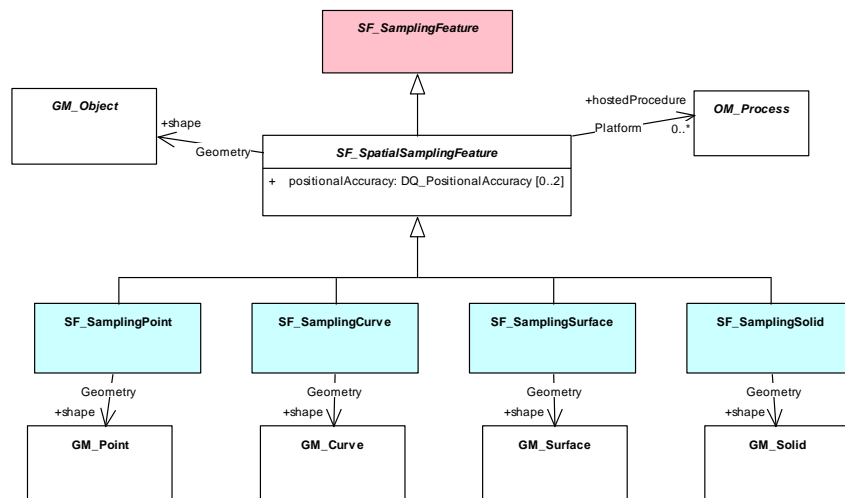 SF_SamplingFeature
GM_Object
+shape
Geometry
+hostedProcedure
Platform
0..*
OM_Process
SF_SpatialSamplingFeature
+ positionalAccuracy: DQ_PositionalAccuracy [0..2]
SF_SamplingPoint
SF_SamplingCurve
SF_SamplingSurface
SF_SamplingSolid
Geometry
Geometry
Geometry
Geometry
+shape
+shape
+shape
+shape
GM_Point
GM_Curve
GM_Surface
GM_Solid